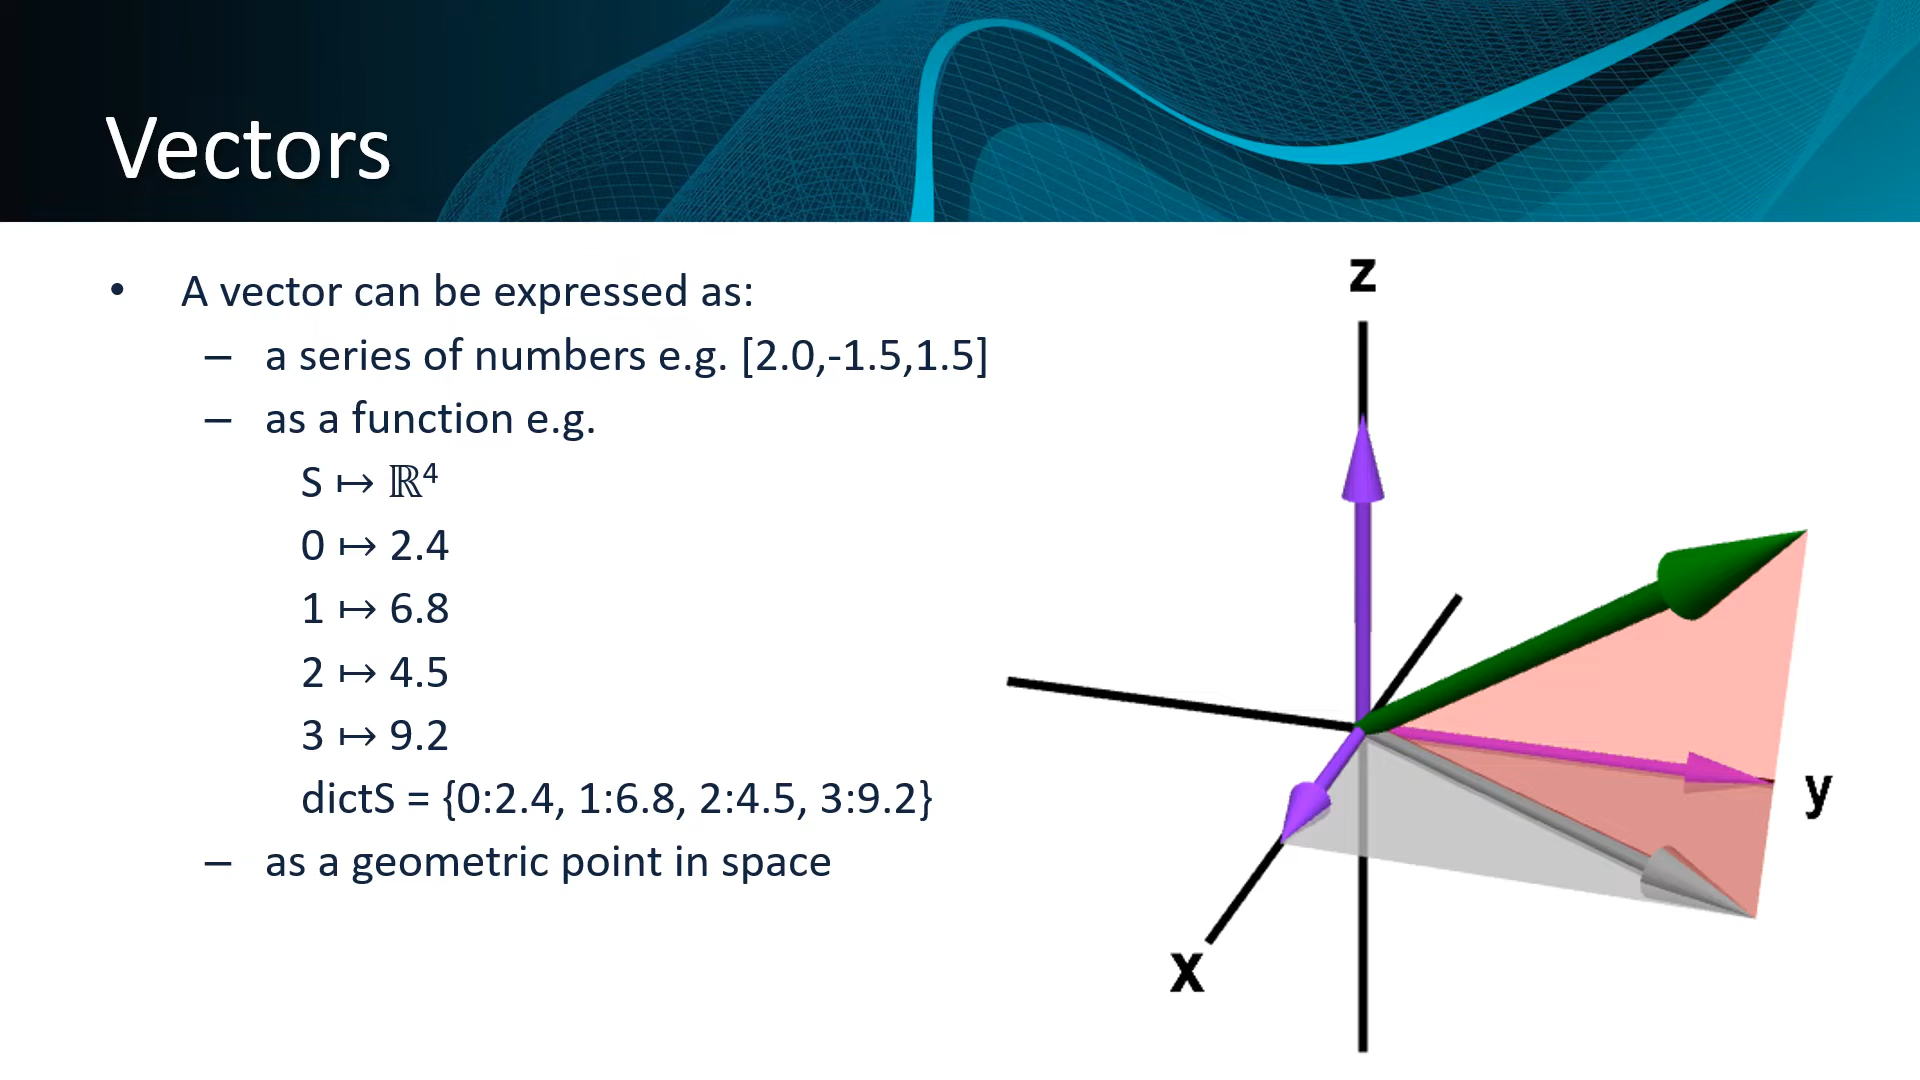 Vectors
• A vector can be expressed as:
– a series of numbers e.g. [2.0,-1.5,1.5]
– as a function e.g.
S ↦ ℝ⁴
0 ↦ 2.4
1 ↦ 6.8
2 ↦ 4.5
3 ↦ 9.2
dictS = {0:2.4, 1:6.8, 2:4.5, 3:9.2}
– as a geometric point in space
z
y
x